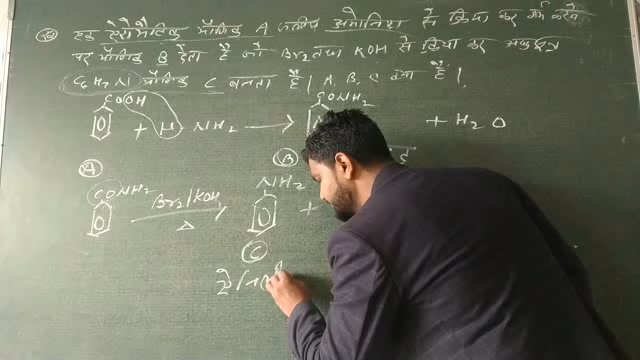 एक ऐरोमैटिक यौगिक A जलीय अमोनिया से क्रिया कर गर्म करने
पर यौगिक B देता है जो Br2 तथा KOH से क्रिया कर
C6H7N यौगिक C बनता है। A, B, C क्या है।
COOH CONH2
+ H NH2 → + H2O
A B
CONH2 Br2/KOH NH2
Δ +
C